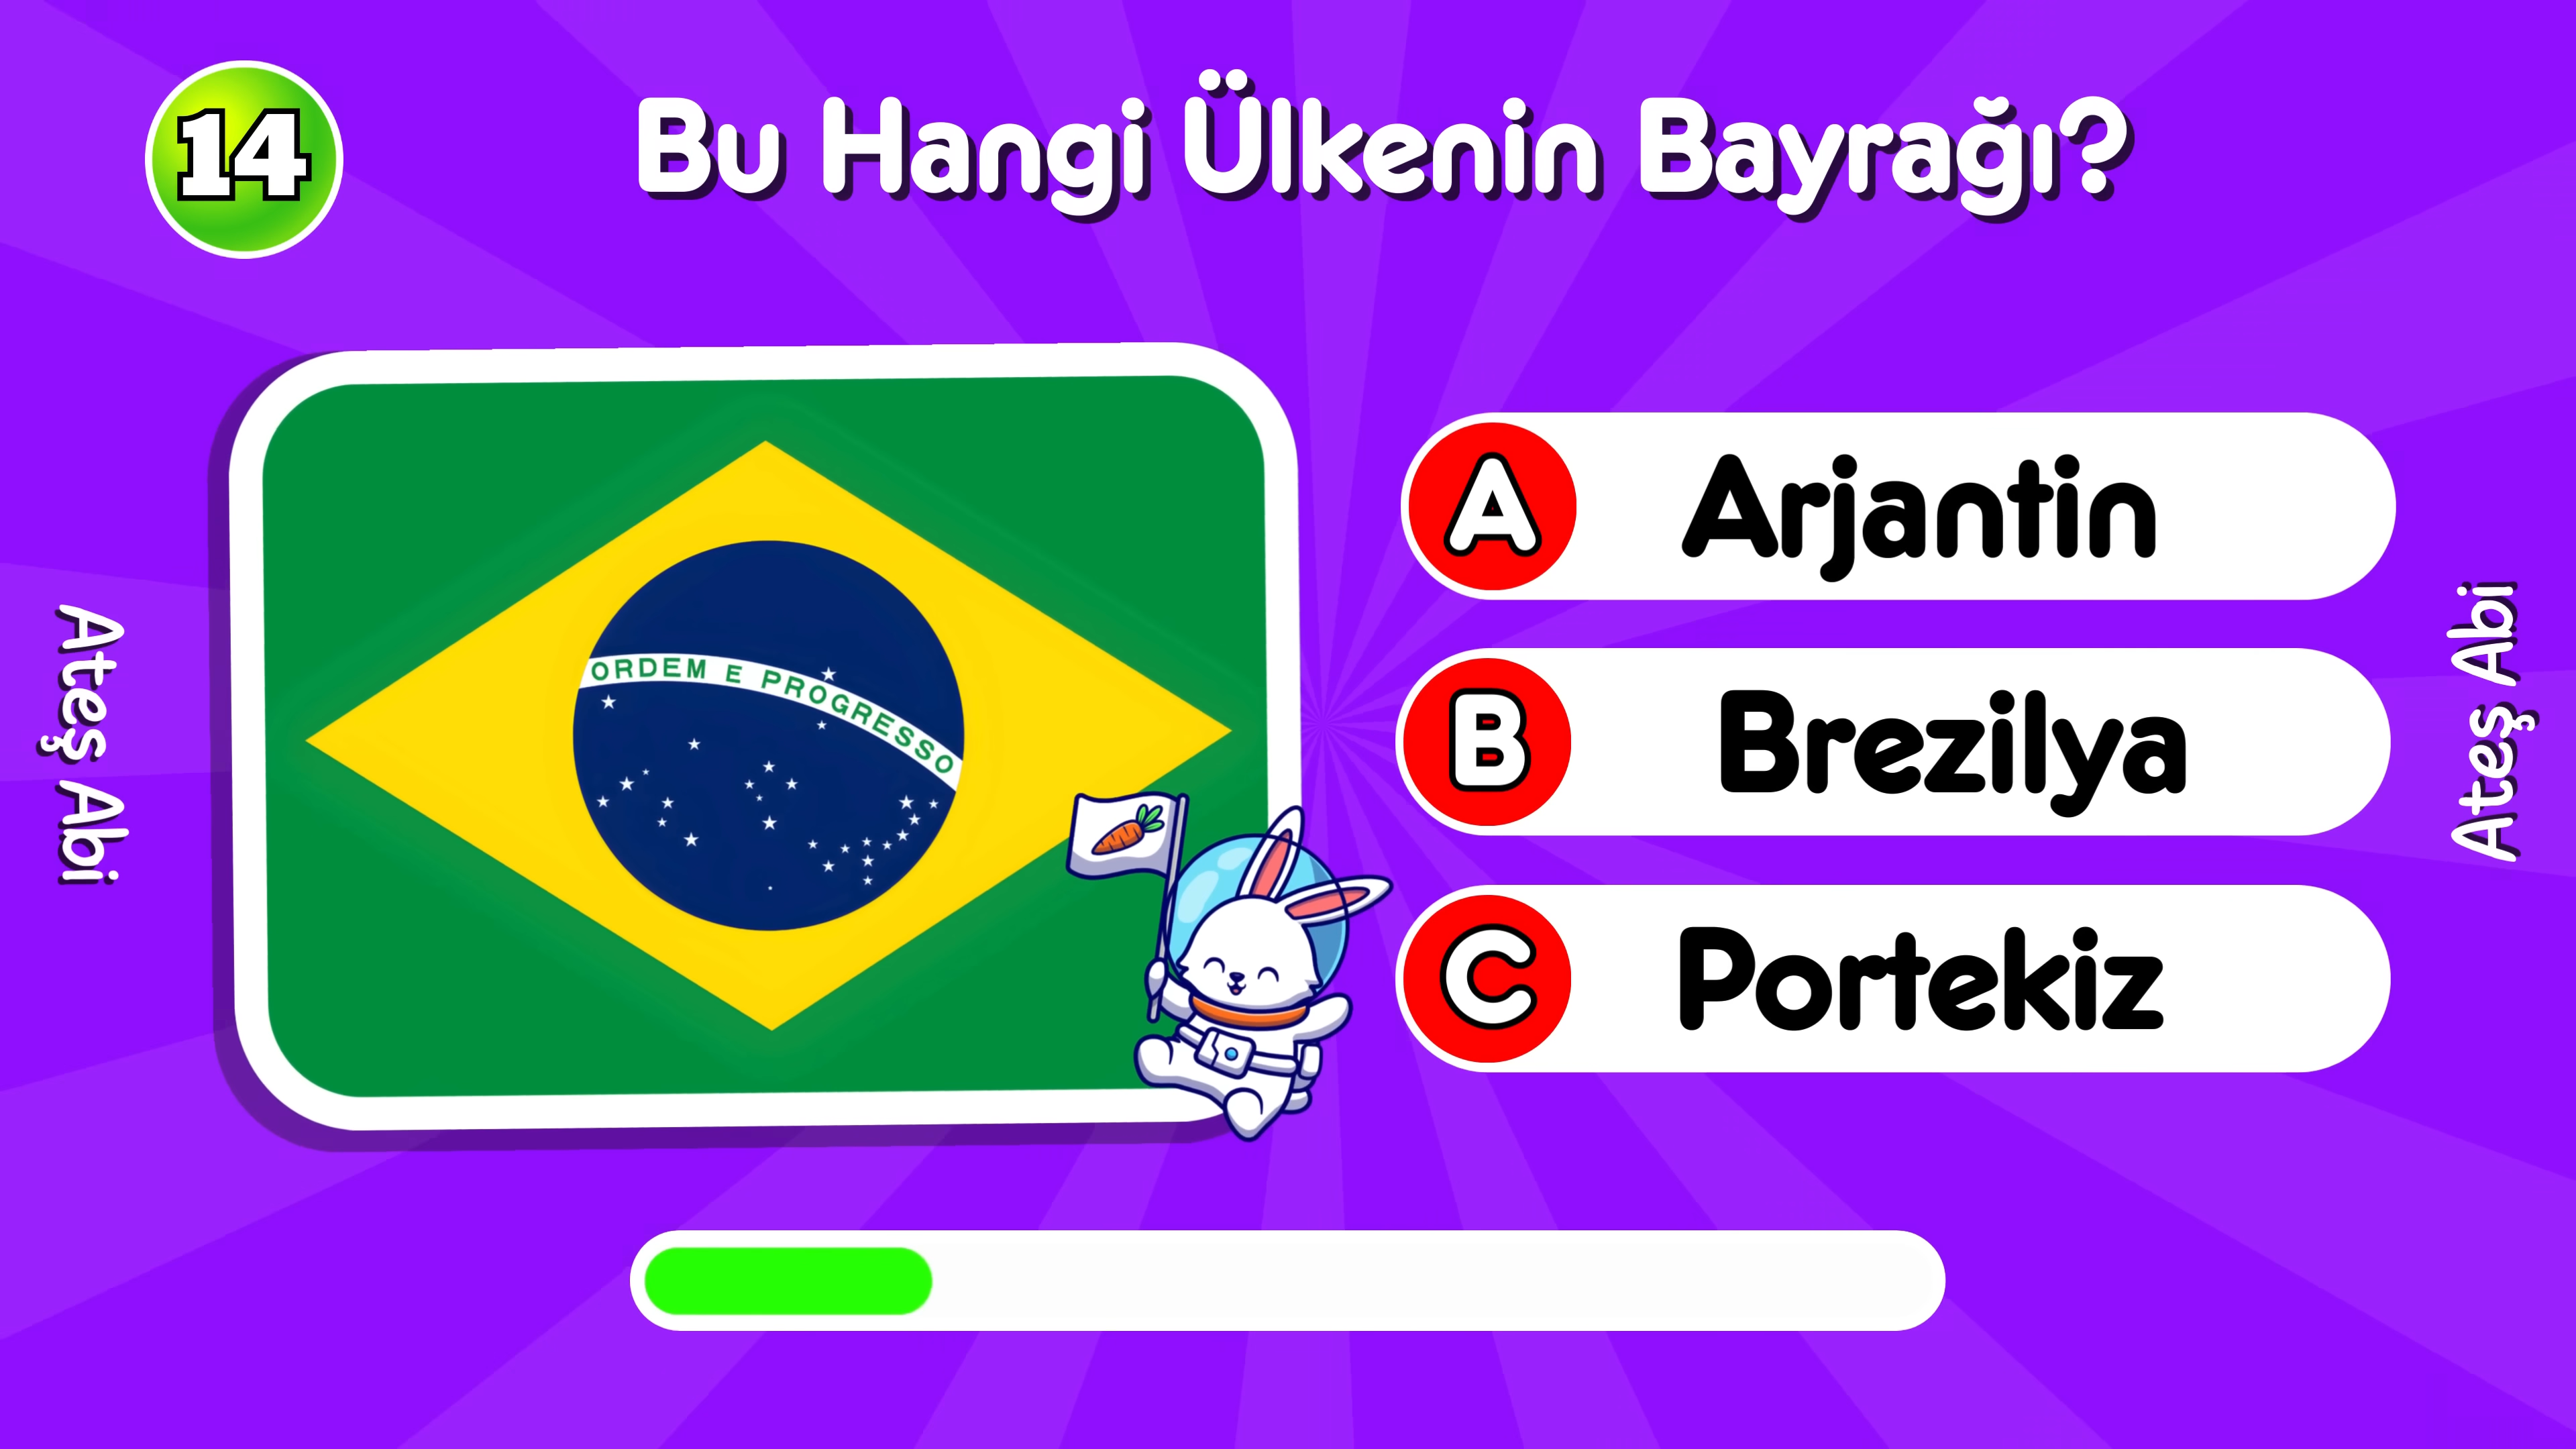 14
Bu Hangi Ülkenin Bayrağı?
ORDEM E PROGRESSO
A Arjantin
B Brezilya
C Portekiz
Ateş Abi
Ateş Abi